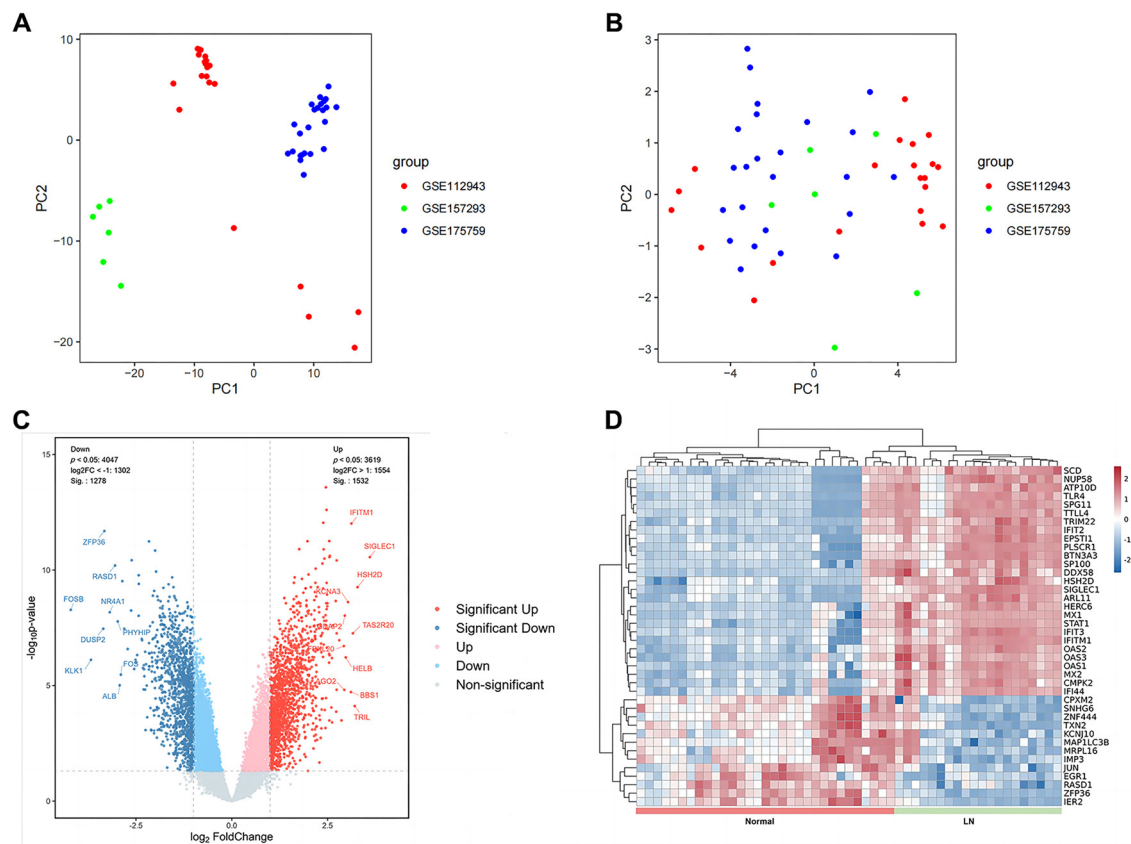 A
10
0
-10
-20
PC2
-20
-10
0
10
PC1
group
GSE112943
GSE157293
GSE175759
B
3
2
1
0
-1
-2
-3
PC2
-4
0
4
PC1
group
GSE112943
GSE157293
GSE175759
C
Down
p < 0.05: 4047
log2FC < -1: 1302
Sig. : 1278
Up
p < 0.05: 3619
log2FC > 1: 1554
Sig. : 1532
15
10
5
0
-log10p-value
-2.5
0.0
2.5
log2 FoldChange
ZFP36
RASD1
FOSB
NR4A1
DUSP2
PHYHIP
KLK1
FOS
ALB
IFITM1
SIGLEC1
HSH2D
KCNA3
TAS2R20
HELB
AGO2
BBS1
TRIL
Significant Up
Significant Down
Up
Down
Non-significant
D
SCD
NUP58
ATP10D
TLR4
SPG11
TTLL4
TRIM22
IFIT2
EPSTI1
PLSCR1
BTN3A3
SP100
DDX58
HSH2D
SIGLEC1
ARL11
HERC6
MX1
STAT1
IFIT3
IFITM1
OAS2
OAS3
OAS1
MX2
CMPK2
IFI44
CPXM2
SNHG6
ZNF444
TXN2
KCNJ10
MAP1LC3B
MRPL16
IMP3
JUN
EGR1
RASD1
ZFP36
IER2
2
1
0
-1
-2
Normal
LN